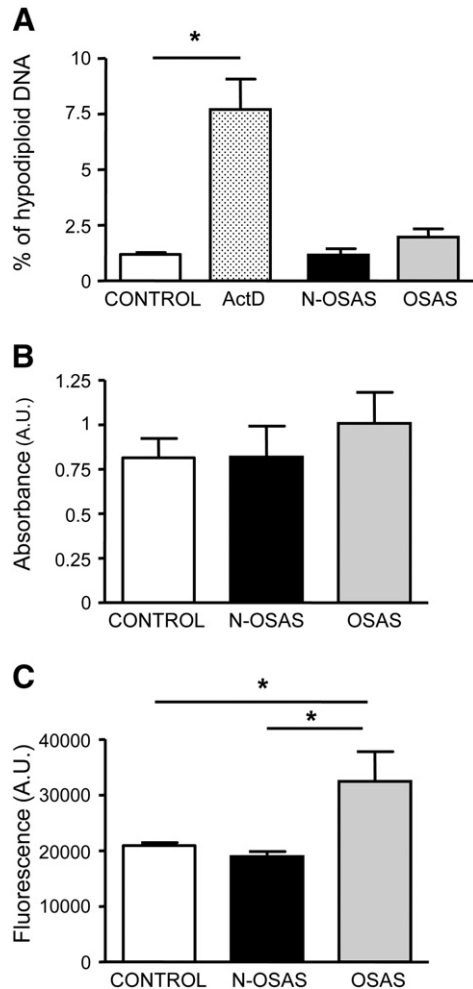 A
*
% of hypodiploid DNA
10
7.5
5
2.5
0
CONTROL ActD N-OSAS OSAS
B
Absorbance (A.U.)
1.25
1
0.75
0.5
0.25
0
CONTROL N-OSAS OSAS
C
*
*
Fluorescence (A.U.)
40000
30000
20000
10000
0
CONTROL N-OSAS OSAS